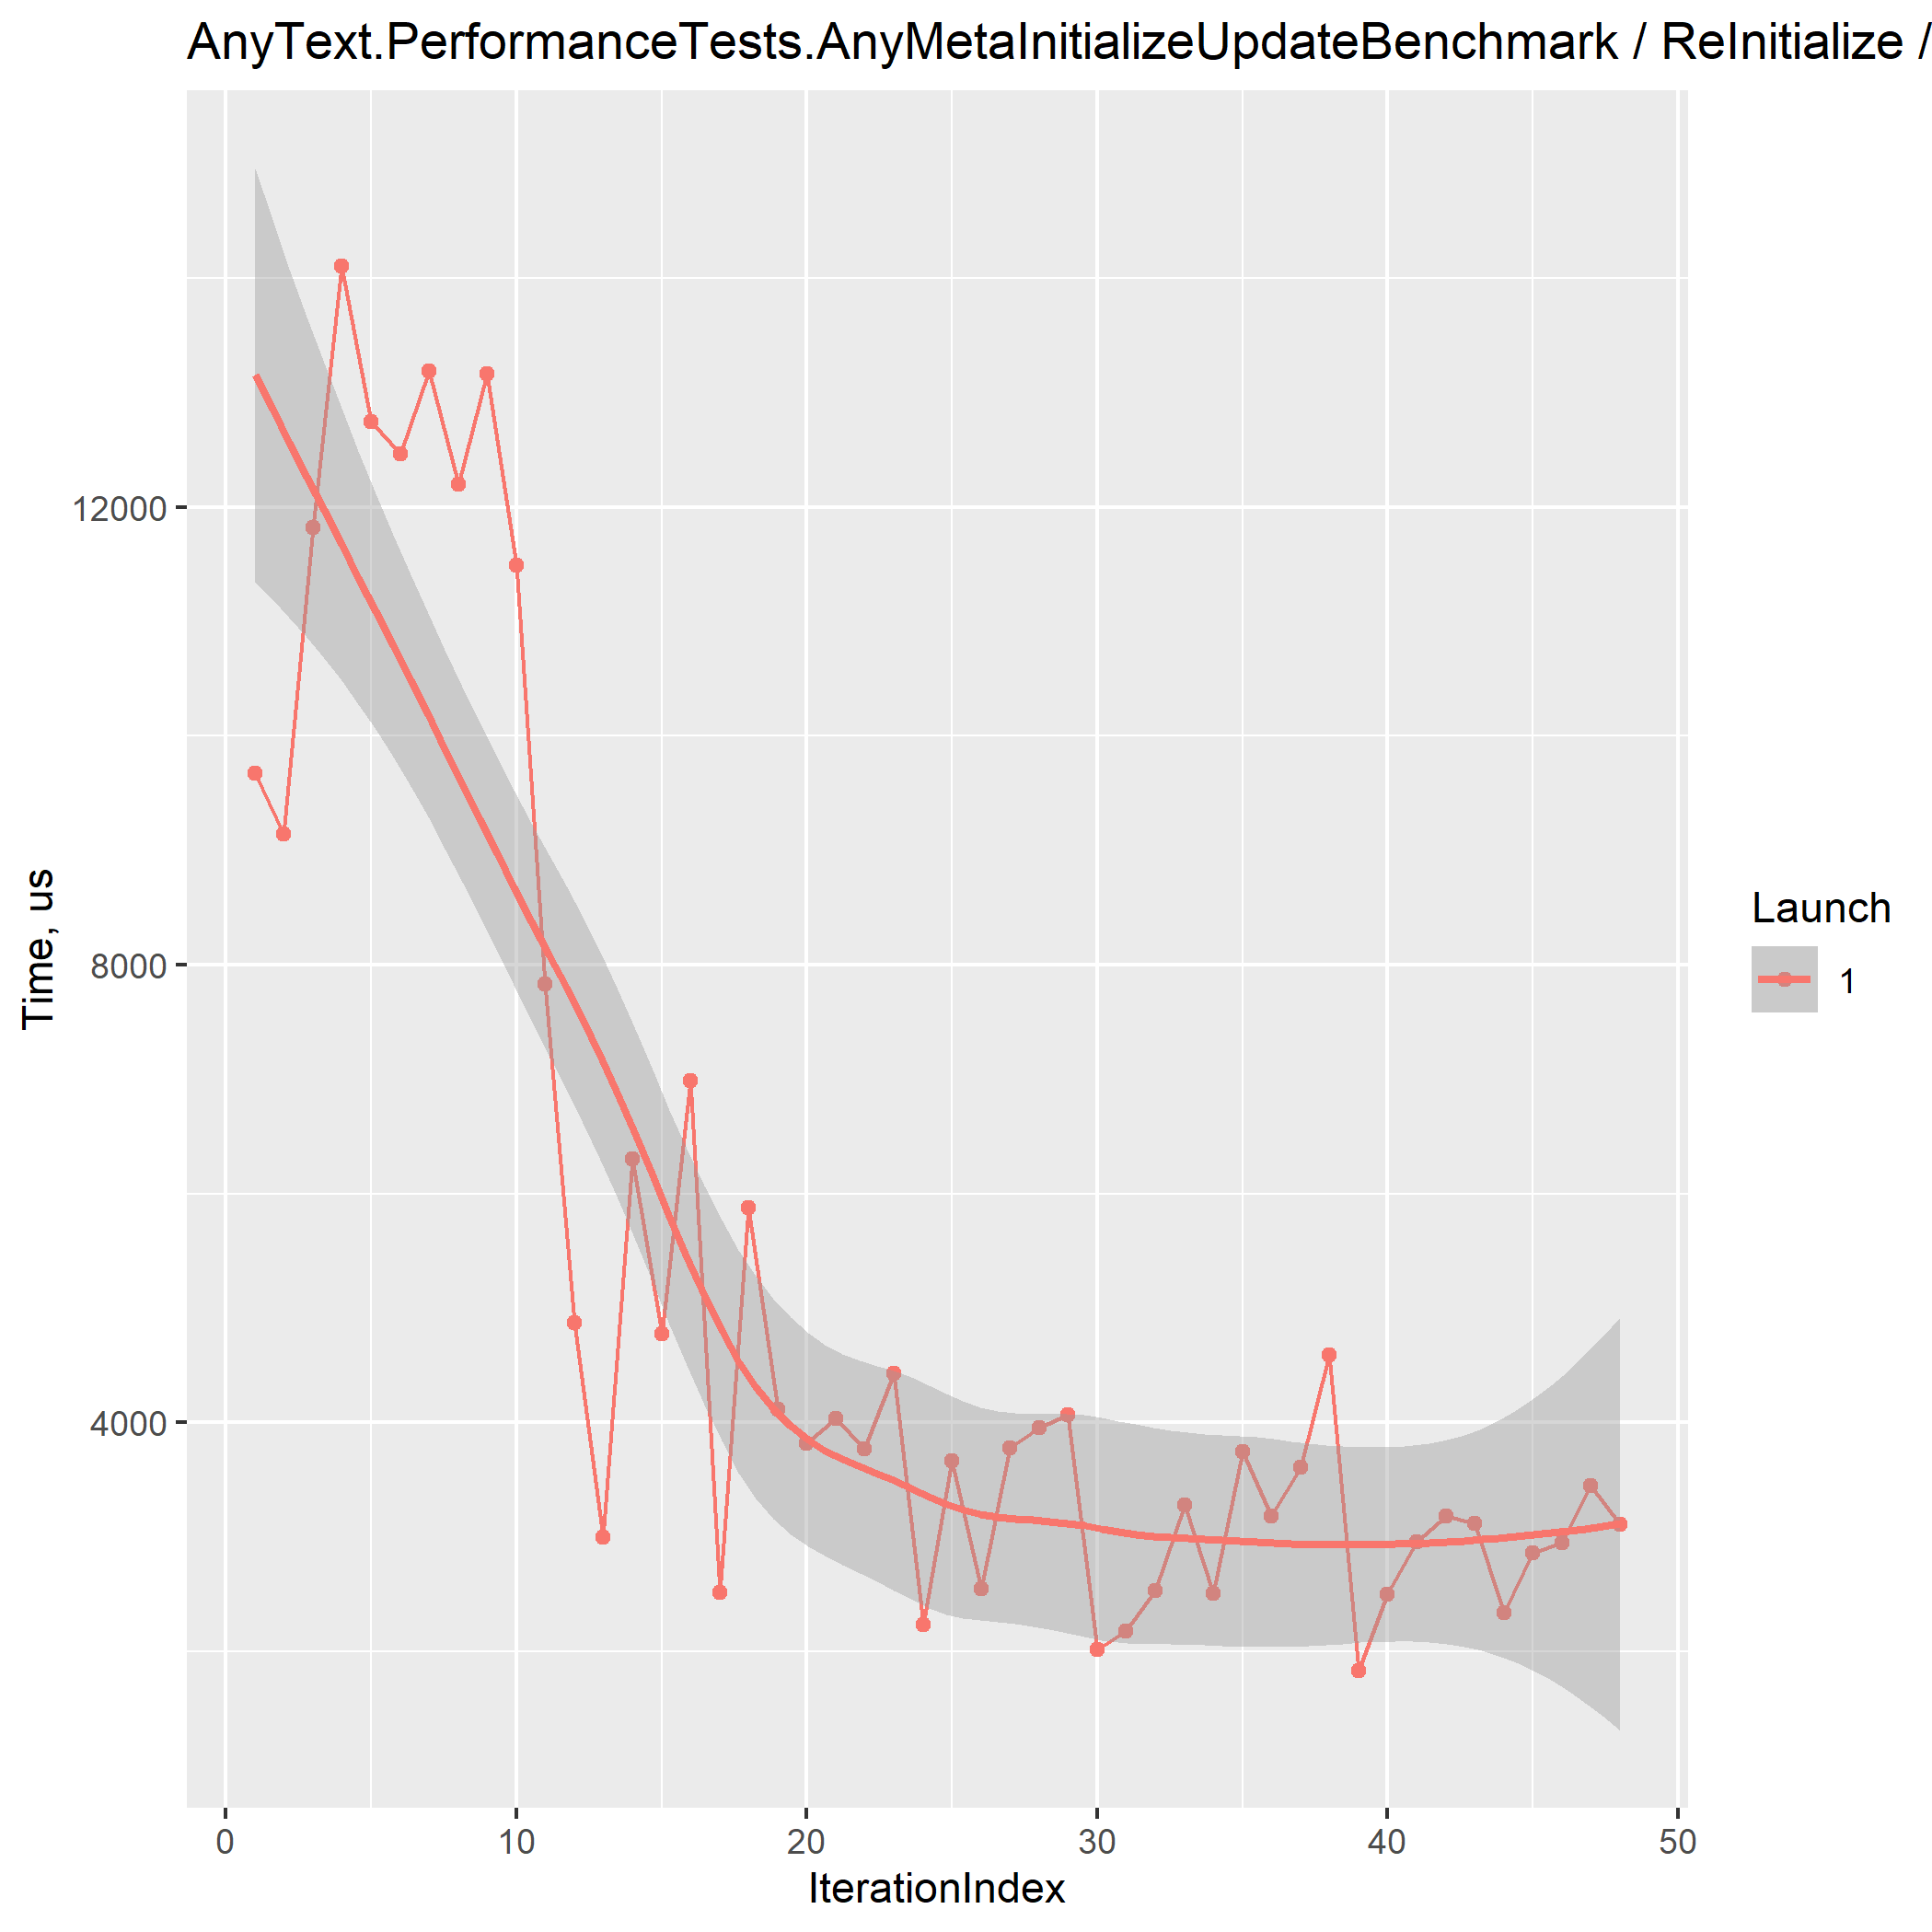 AnyText.PerformanceTests.AnyMetaInitializeUpdateBenchmark / ReInitialize /
12000
8000
4000
Time, us
0 10 20 30 40 50
IterationIndex
Launch
1